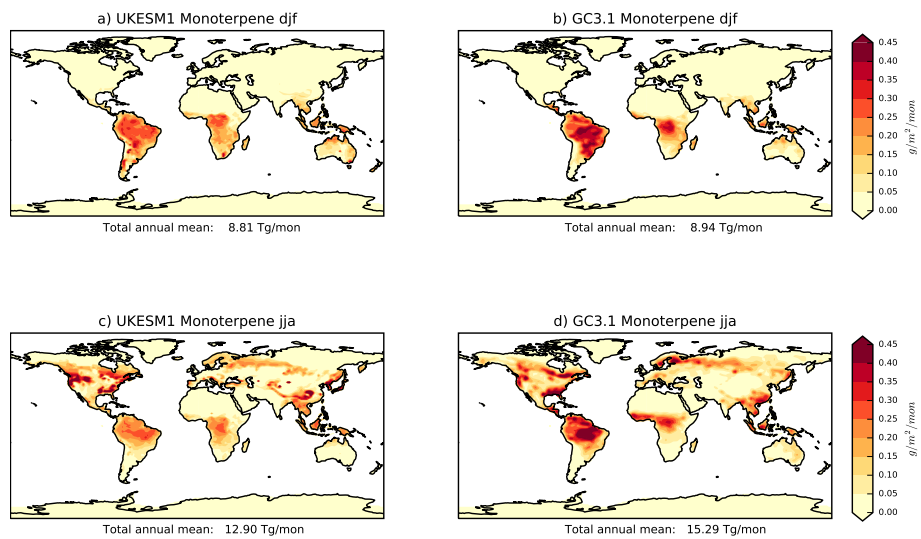 a) UKESM1 Monoterpene djf
b) GC3.1 Monoterpene djf
0.45
0.40
0.35
0.30
0.25
0.20
0.15
0.10
0.05
0.00
g/m²/mon
Total annual mean: 8.81 Tg/mon
Total annual mean: 8.94 Tg/mon
c) UKESM1 Monoterpene jja
d) GC3.1 Monoterpene jja
0.45
0.40
0.35
0.30
0.25
0.20
0.15
0.10
0.05
0.00
g/m²/mon
Total annual mean: 12.90 Tg/mon
Total annual mean: 15.29 Tg/mon